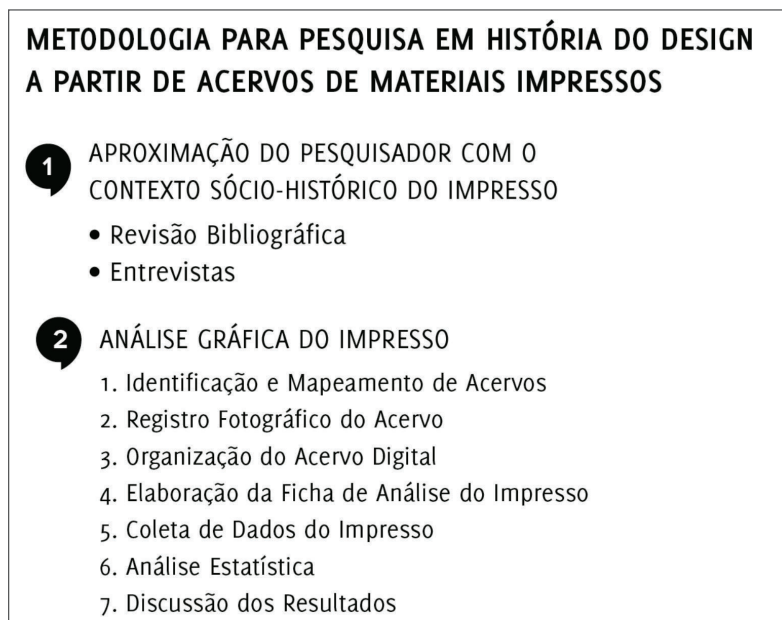 METODOLOGIA PARA PESQUISA EM HISTÓRIA DO DESIGN
A PARTIR DE ACERVOS DE MATERIAIS IMPRESSOS
1 APROXIMAÇÃO DO PESQUISADOR COM O
CONTEXTO SÓCIO-HISTÓRICO DO IMPRESSO
• Revisão Bibliográfica
• Entrevistas
2 ANÁLISE GRÁFICA DO IMPRESSO
1. Identificação e Mapeamento de Acervos
2. Registro Fotográfico do Acervo
3. Organização do Acervo Digital
4. Elaboração da Ficha de Análise do Impresso
5. Coleta de Dados do Impresso
6. Análise Estatística
7. Discussão dos Resultados